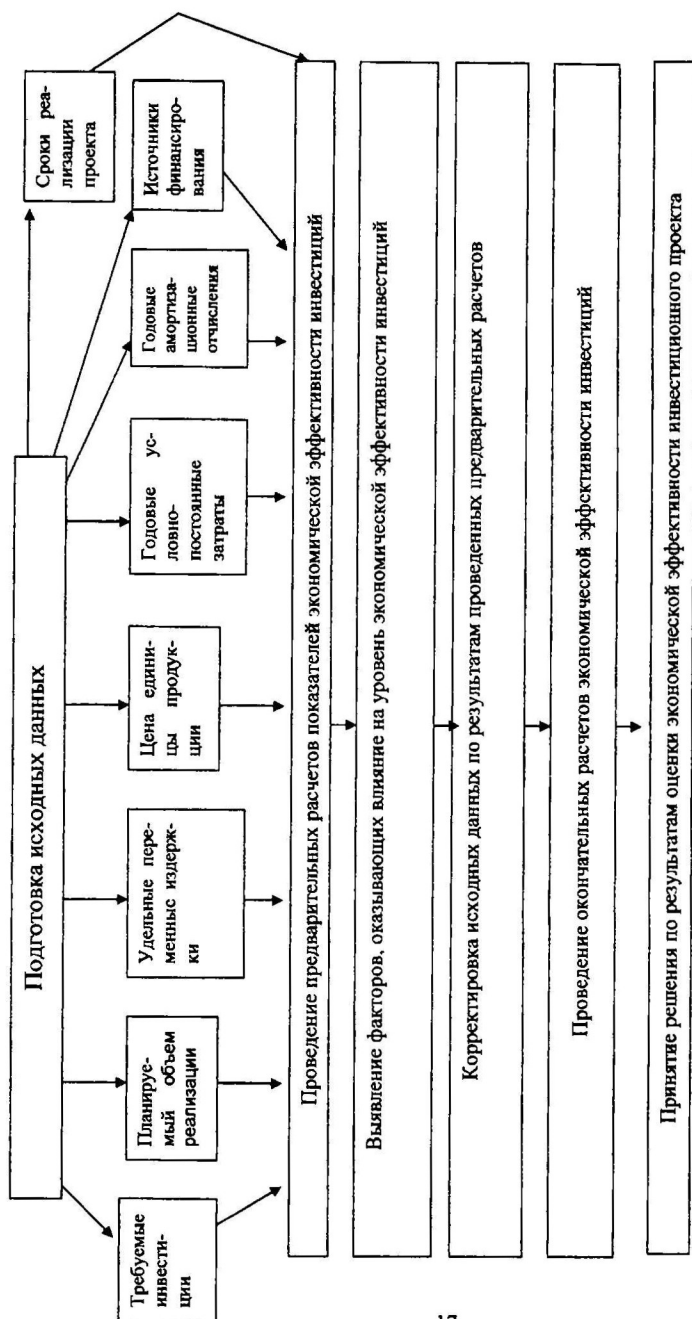 Подготовка исходных данных
Требуемые
инвести-
ции
Планируе-
мый объем
реализации
Удельные пере-
менныс издерж-
ки
Цена едини-
цы продук-
ции
Годовые ус-
ловно-
постоянные
затраты
Годовые
амортиза-
ционные
отчисления
Источники
финансиро-
вания
Сроки реа-
лизации
проекта
Проведение предварительных расчетов показателей экономической эффективности инвестиций
Выявление факторов, оказывающих влияние на уровень экономической эффективности инвестиций
Корректировка исходных данных по результатам проведенных предварительных расчетов
Проведение окончательных расчетов экономической эффективности инвестиций
Принятие решения по результатам оценки экономической эффективности инвестиционного проекта